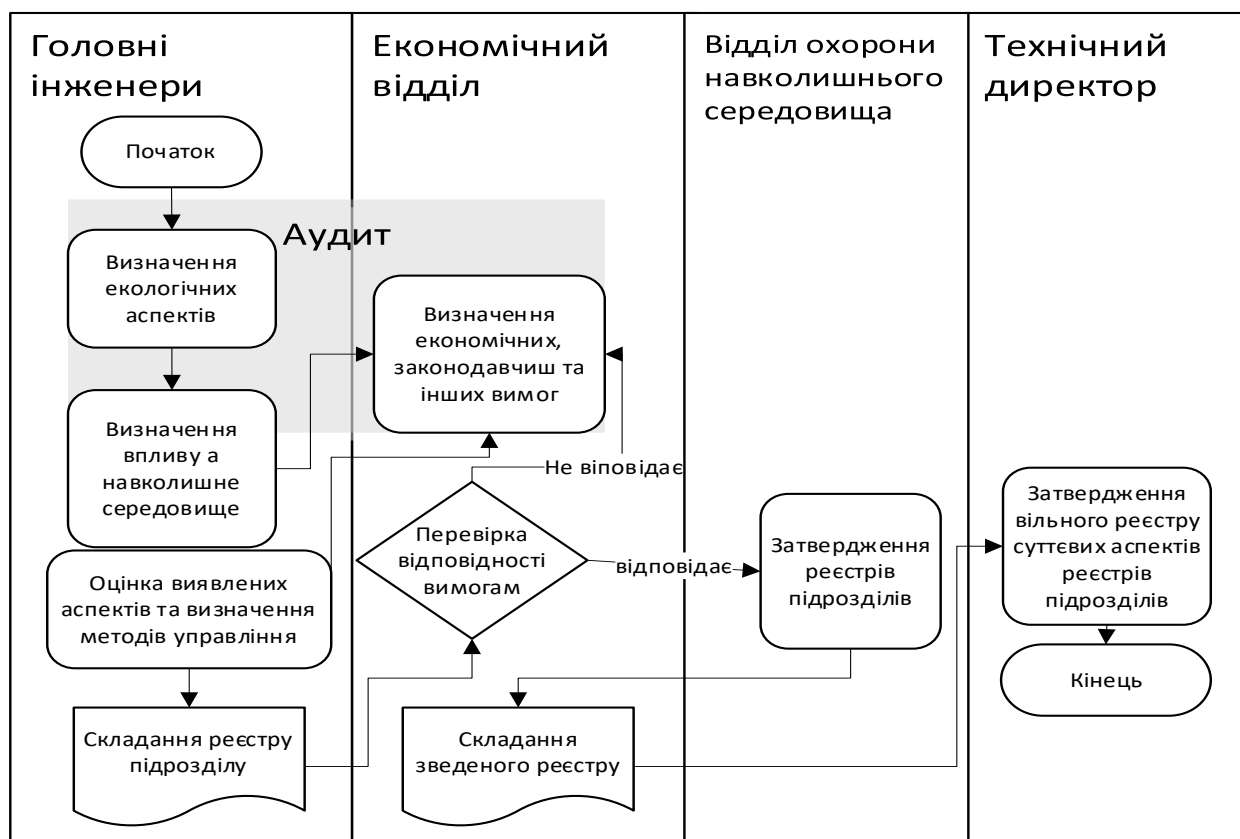 Головні
інженери
Економічний
відділ
Відділ охорони
навколишнього
середовища
Технічний
директор
Початок
Аудит
Визначення
екологічних
аспектів
Визначення
економічних,
законодавчиш та
інших вимог
Визначення
впливу а
навколишне
середовище
Не віповідає
Перевірка
відповідності
вимогам
відповідає
Затвердження
реєстрів
підрозділів
Затвердження
вільного реєстру
суттєвих аспектів
реєстрів
підрозділів
Оцінка виявлених
аспектів та визначення
методів управління
Кінець
Складання реєстру
підрозділу
Складання
зведеного реєстру